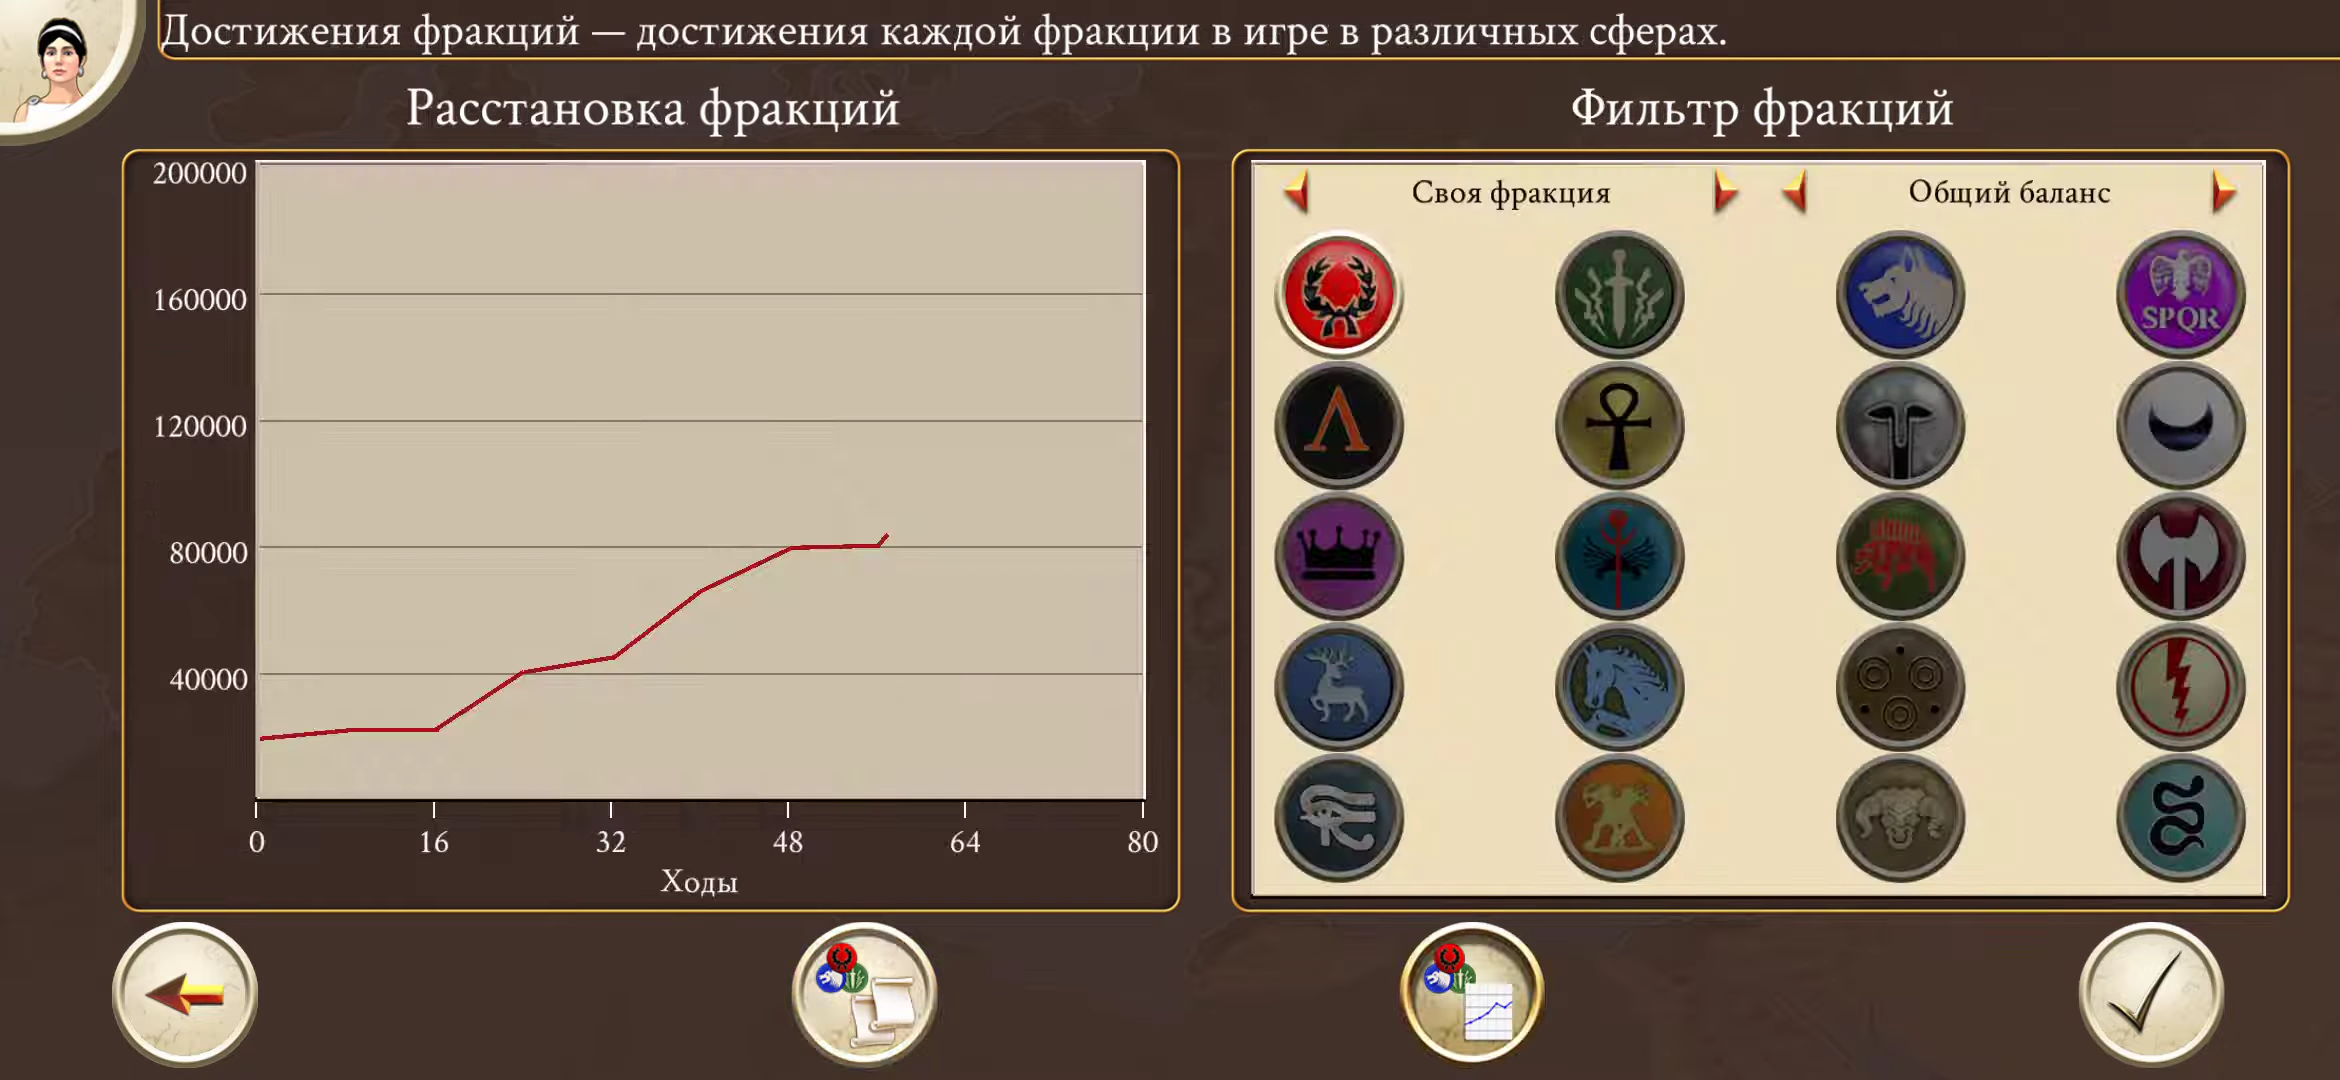 Достижения фракций — достижения каждой фракции в игре в различных сферах.
Расстановка фракций
Фильтр фракций
200000
160000
120000
80000
40000
0 16 32 48 64 80
Ходы
Своя фракция
Общий баланс
SPQR